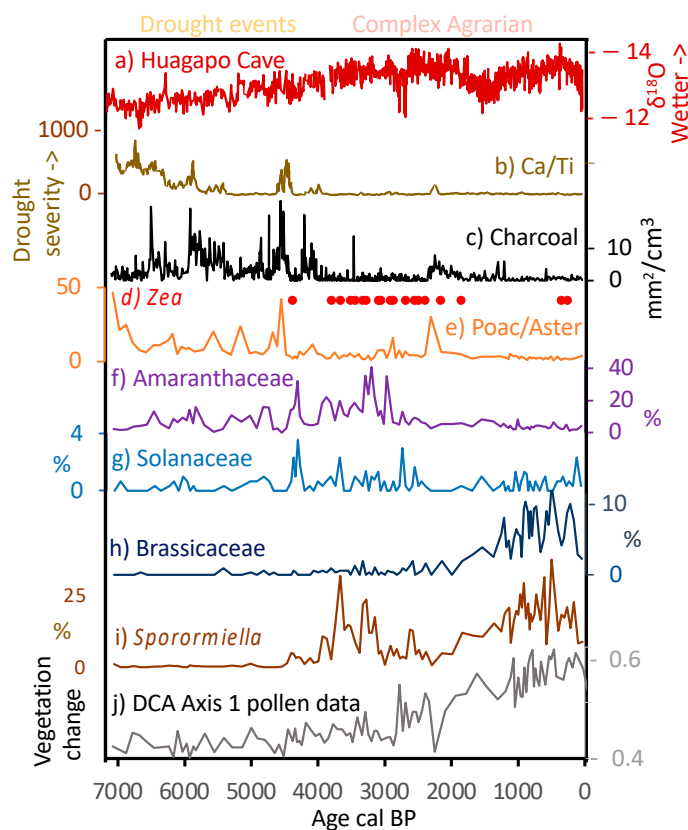 Drought events Complex Agrarian
a) Huagapo Cave
– 14
– 12
δ¹⁸O
Wetter ->
1000
0
Drought
severity ->
b) Ca/Ti
c) Charcoal
10
0
mm²/cm³
50
0
d) Zea
e) Poac/Aster
f) Amaranthaceae
40
20
0
%
4
%
0
g) Solanaceae
h) Brassicaceae
10
%
0
25
%
0
i) Sporormiella
Vegetation
change
j) DCA Axis 1 pollen data
0.6
0.4
7000 6000 5000 4000 3000 2000 1000 0
Age cal BP